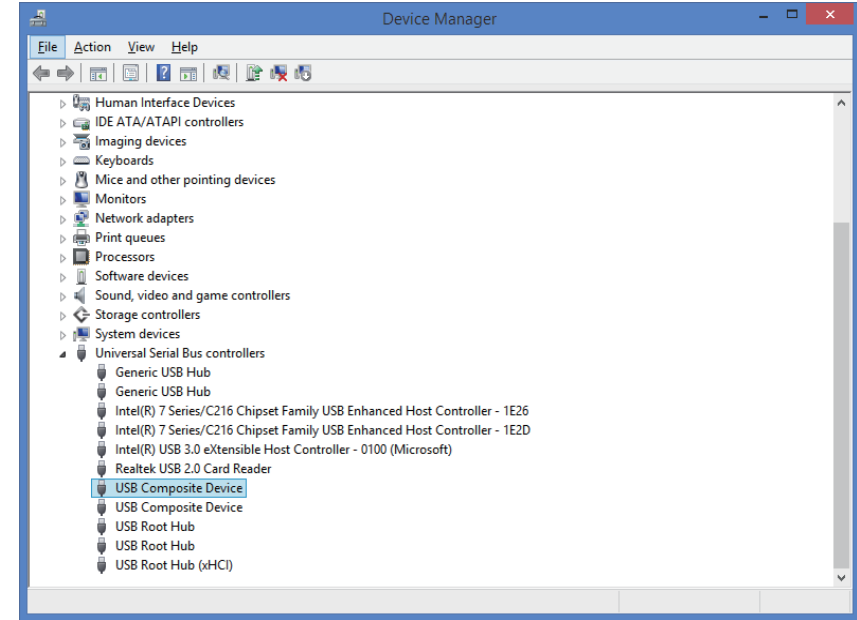 Device Manager
File Action View Help
Human Interface Devices
IDE ATA/ATAPI controllers
Imaging devices
Keyboards
Mice and other pointing devices
Monitors
Network adapters
Print queues
Processors
Software devices
Sound, video and game controllers
Storage controllers
System devices
Universal Serial Bus controllers
Generic USB Hub
Generic USB Hub
Intel(R) 7 Series/C216 Chipset Family USB Enhanced Host Controller - 1E26
Intel(R) 7 Series/C216 Chipset Family USB Enhanced Host Controller - 1E2D
Intel(R) USB 3.0 eXtensible Host Controller - 0100 (Microsoft)
Realtek USB 2.0 Card Reader
USB Composite Device
USB Composite Device
USB Root Hub
USB Root Hub
USB Root Hub (xHCI)